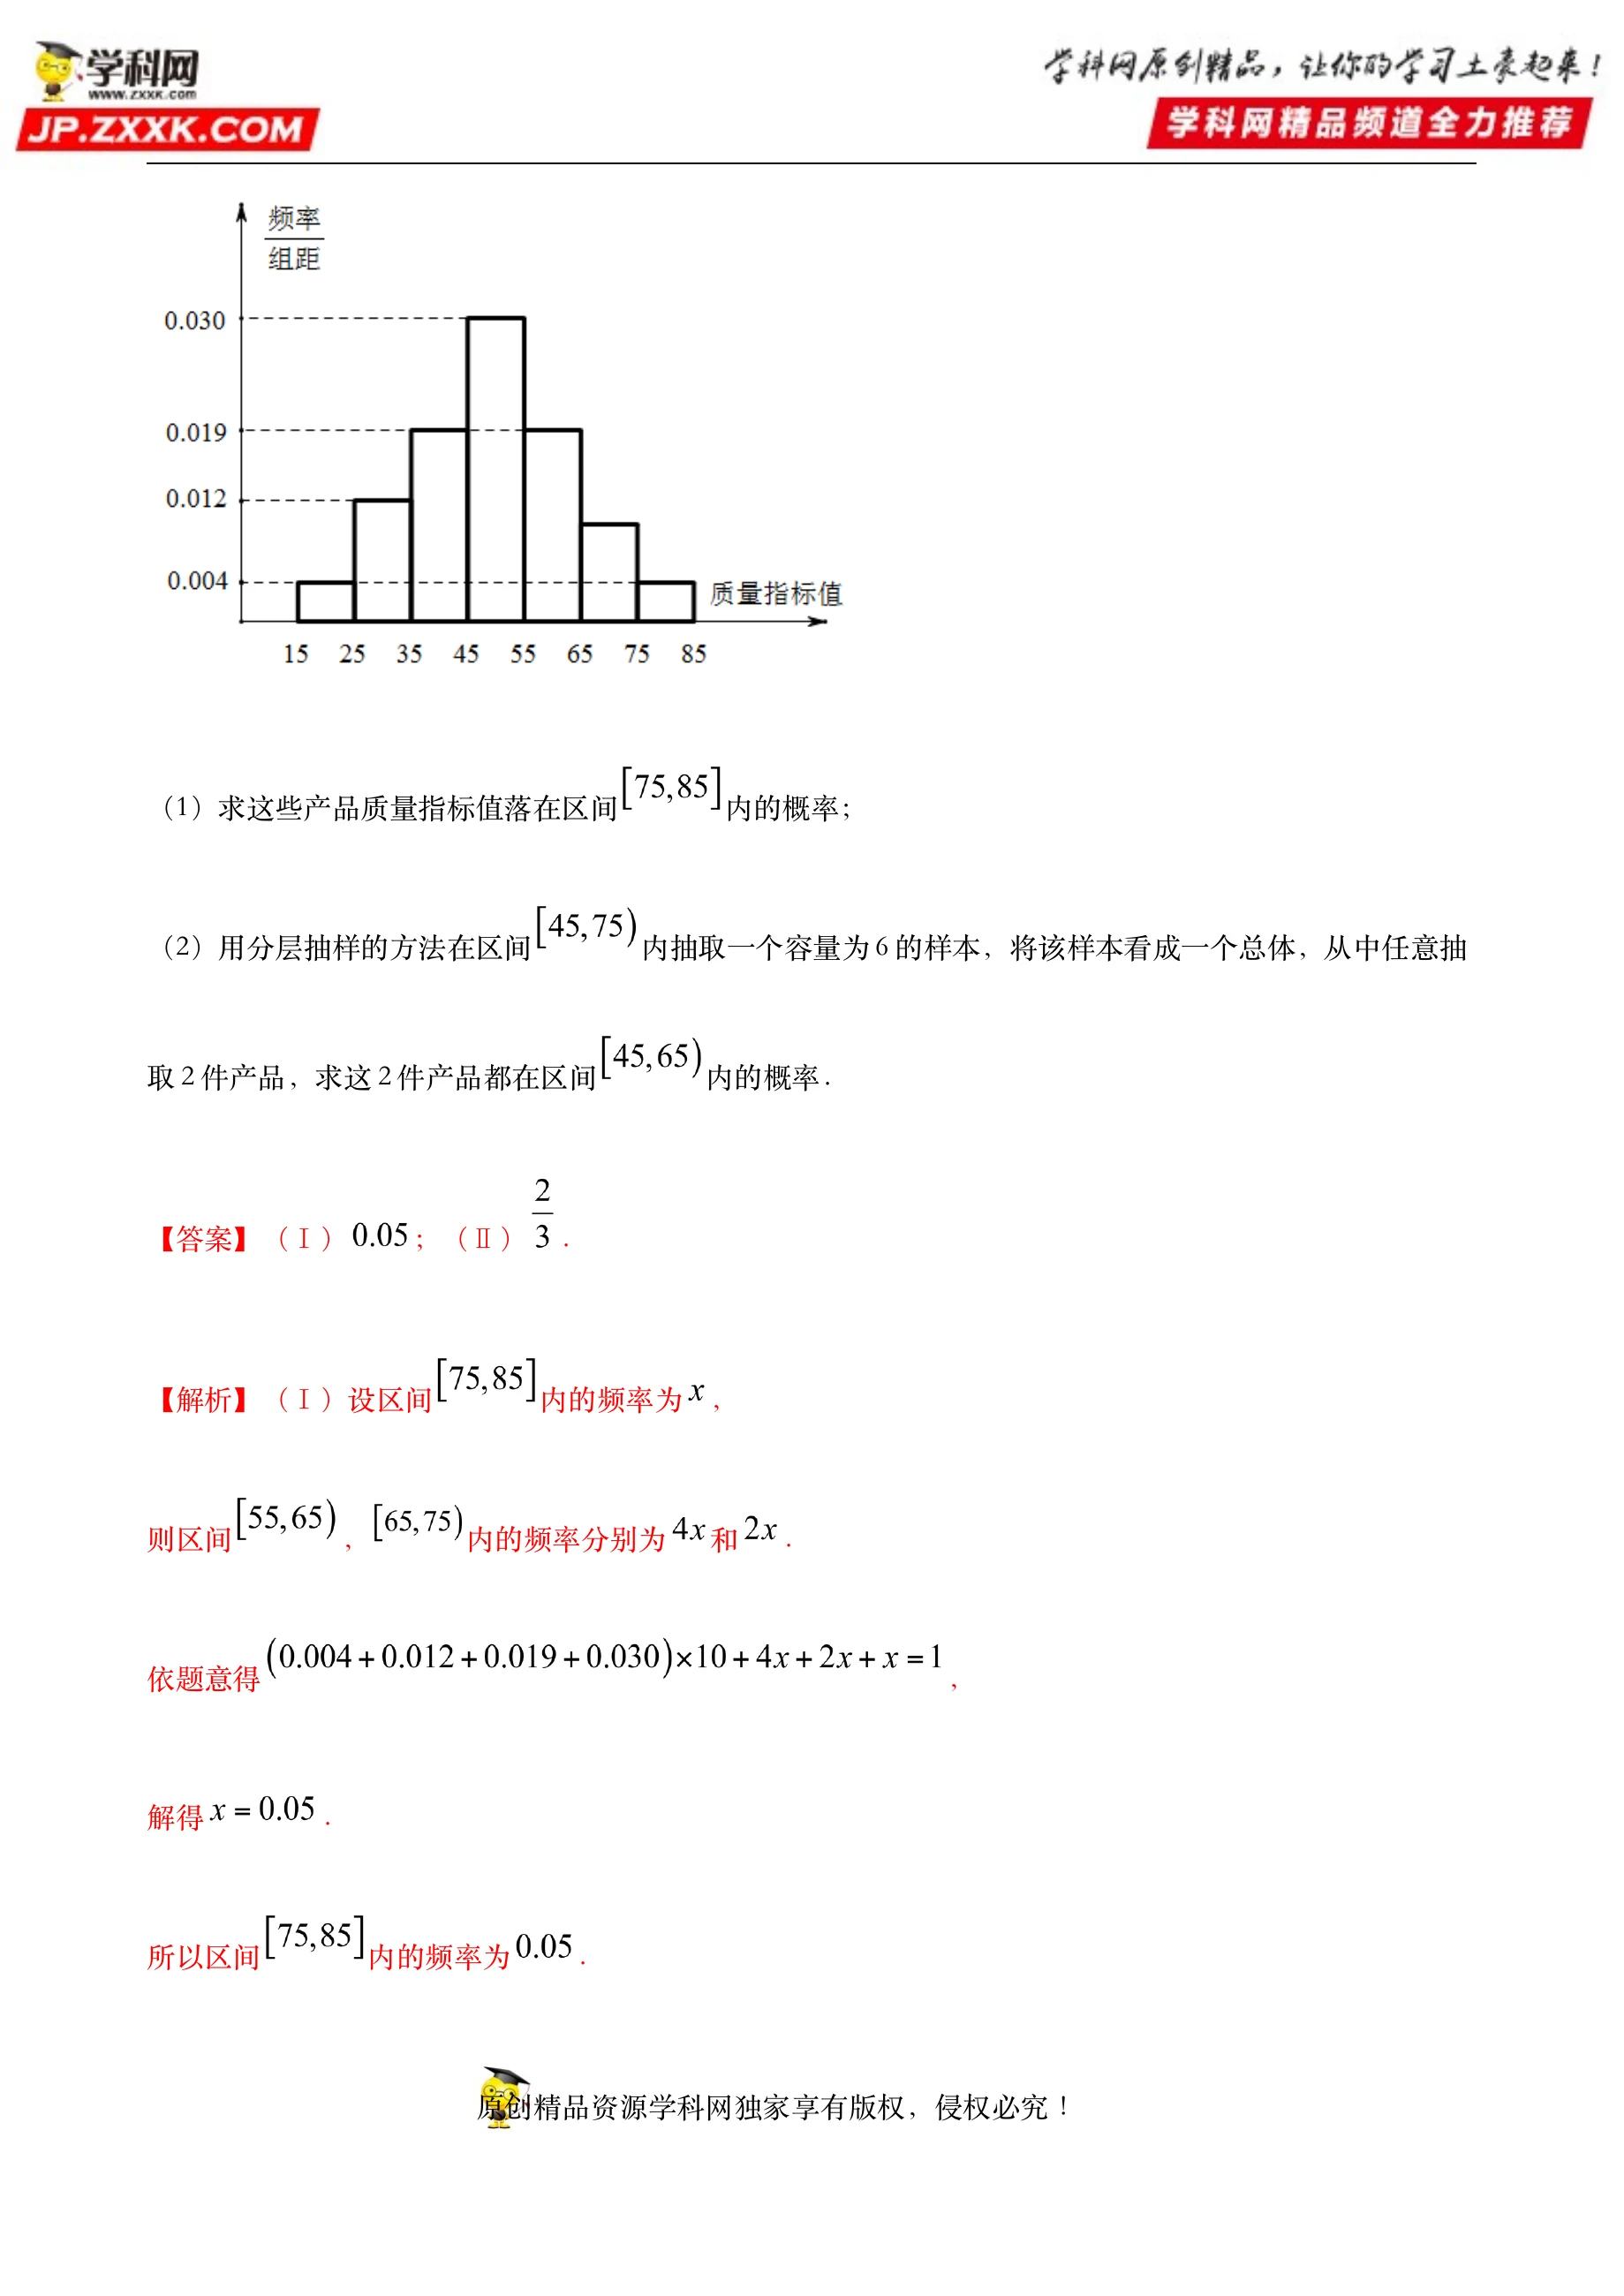 学科网
www.zxxk.com
JP.ZXXK.COM
学科网原创精品，让你的学习土豪起来！
学科网精品频道全力推荐
频率
组距
0.030
0.019
0.012
0.004
质量指标值
15 25 35 45 55 65 75 85
（1）求这些产品质量指标值落在区间[75,85]内的概率；
（2）用分层抽样的方法在区间[45,75)内抽取一个容量为6的样本，将该样本看成一个总体，从中任意抽
取2件产品，求这2件产品都在区间[45,65)内的概率．
【答案】（Ⅰ）0.05；（Ⅱ）2/3．
【解析】（Ⅰ）设区间[75,85]内的频率为x，
则区间[55,65)，[65,75)内的频率分别为4x和2x．
依题意得(0.004+0.012+0.019+0.030)×10+4x+2x+x=1，
解得x=0.05．
所以区间[75,85]内的频率为0.05．
原创精品资源学科网独家享有版权，侵权必究！